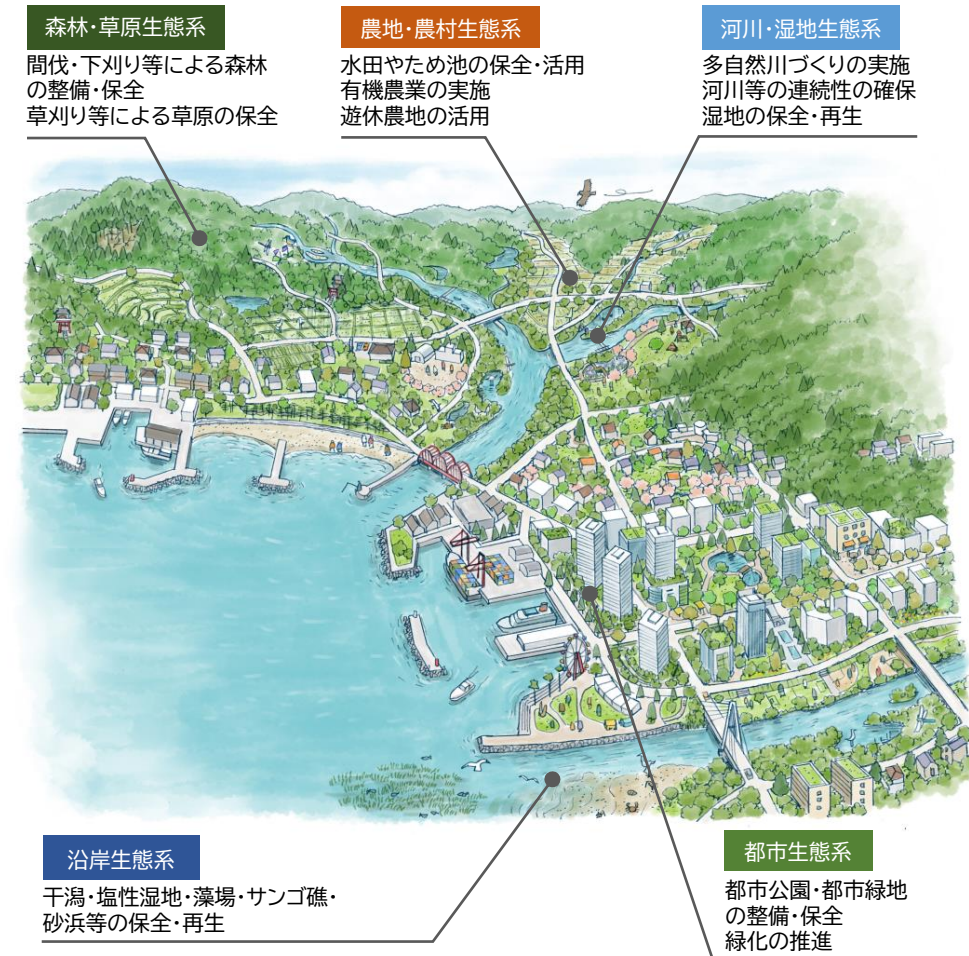 森林・草原生態系
間伐・下刈り等による森林
の整備・保全
草刈り等による草原の保全
農地・農村生態系
水田やため池の保全・活用
有機農業の実施
遊休農地の活用
河川・湿地生態系
多自然川づくりの実施
河川等の連続性の確保
湿地の保全・再生
沿岸生態系
干潟・塩性湿地・藻場・サンゴ礁・
砂浜等の保全・再生
都市生態系
都市公園・都市緑地
の整備・保全
緑化の推進